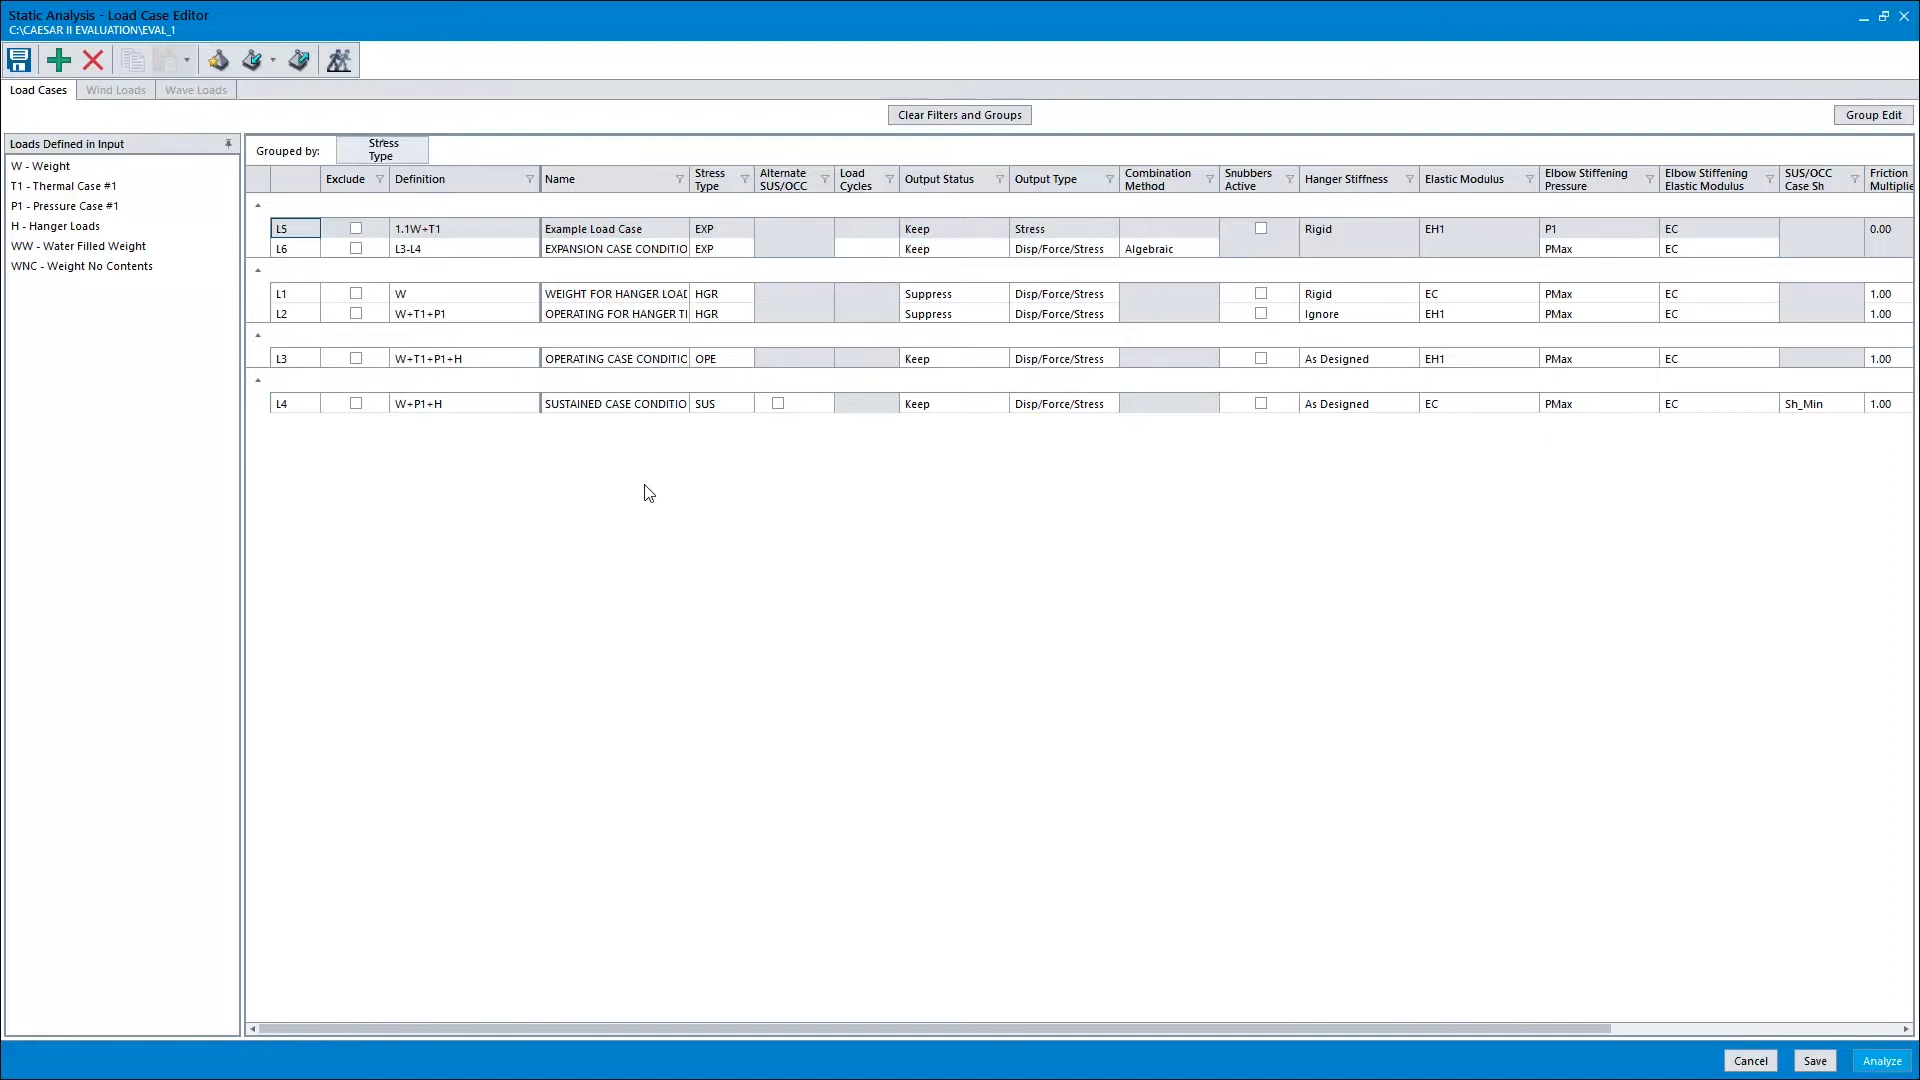 Static Analysis - Load Case Editor
C:\CAESAR II EVALUATION\EVAL_1
Load Cases Wind Loads Wave Loads
Clear Filters and Groups Group Edit
Loads Defined in Input
W - Weight
T1 - Thermal Case #1
P1 - Pressure Case #1
H - Hanger Loads
WW - Water Filled Weight
WNC - Weight No Contents
Grouped by: Stress Type
Exclude Definition Name Stress Type Alternate SUS/OCC Load Cycles Output Status Output Type Combination Method Snubbers Active Hanger Stiffness Elastic Modulus Elbow Stiffening Pressure Elbow Stiffening Elastic Modulus SUS/OCC Case Sh Friction Multiplie
L5 1.1W+T1 Example Load Case EXP Keep Stress Rigid EH1 P1 EC 0.00
L6 L3-L4 EXPANSION CASE CONDITIO EXP Keep Disp/Force/Stress Algebraic PMax EC
L1 W WEIGHT FOR HANGER LOAD HGR Suppress Disp/Force/Stress Rigid EC PMax EC 1.00
L2 W+T1+P1 OPERATING FOR HANGER TI HGR Suppress Disp/Force/Stress Ignore EH1 PMax EC 1.00
L3 W+T1+P1+H OPERATING CASE CONDITIO OPE Keep Disp/Force/Stress As Designed EH1 PMax EC 1.00
L4 W+P1+H SUSTAINED CASE CONDITIO SUS Keep Disp/Force/Stress As Designed EC PMax EC Sh_Min 1.00
Cancel Save Analyze